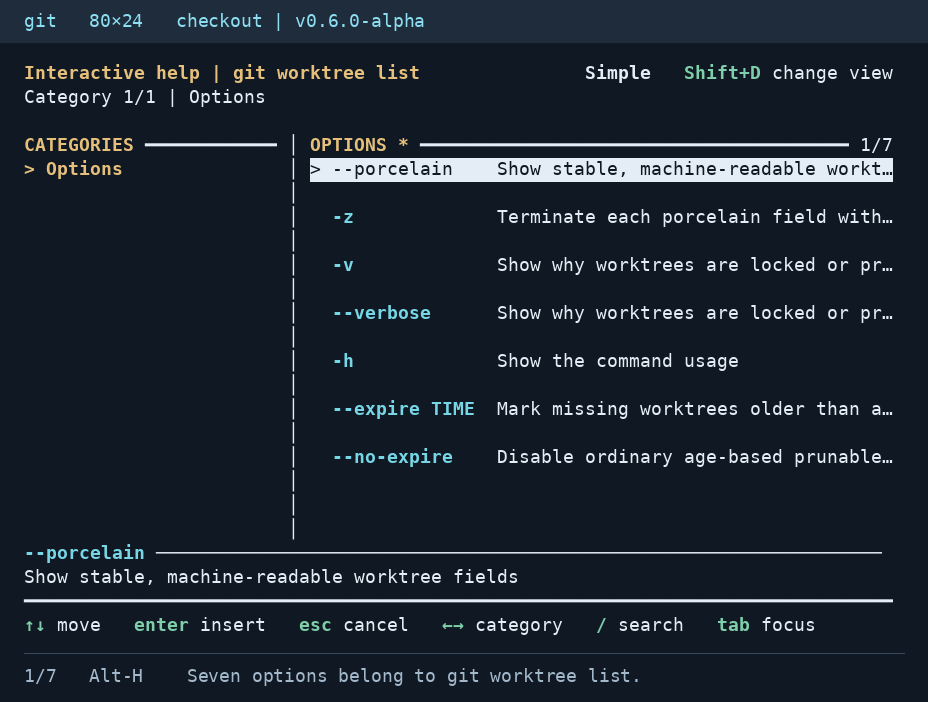 git   80×24   checkout | v0.6.0-alpha
Interactive help | git worktree list   Simple   Shift+D change view
Category 1/1 | Options
CATEGORIES   OPTIONS *   1/7
> Options   > --porcelain   Show stable, machine-readable workt…
-z   Terminate each porcelain field with…
-v   Show why worktrees are locked or pr…
--verbose   Show why worktrees are locked or pr…
-h   Show the command usage
--expire TIME   Mark missing worktrees older than a…
--no-expire   Disable ordinary age-based prunable…
--porcelain
Show stable, machine-readable worktree fields
↑↓ move   enter insert   esc cancel   ←→ category   / search   tab focus
1/7   Alt-H   Seven options belong to git worktree list.